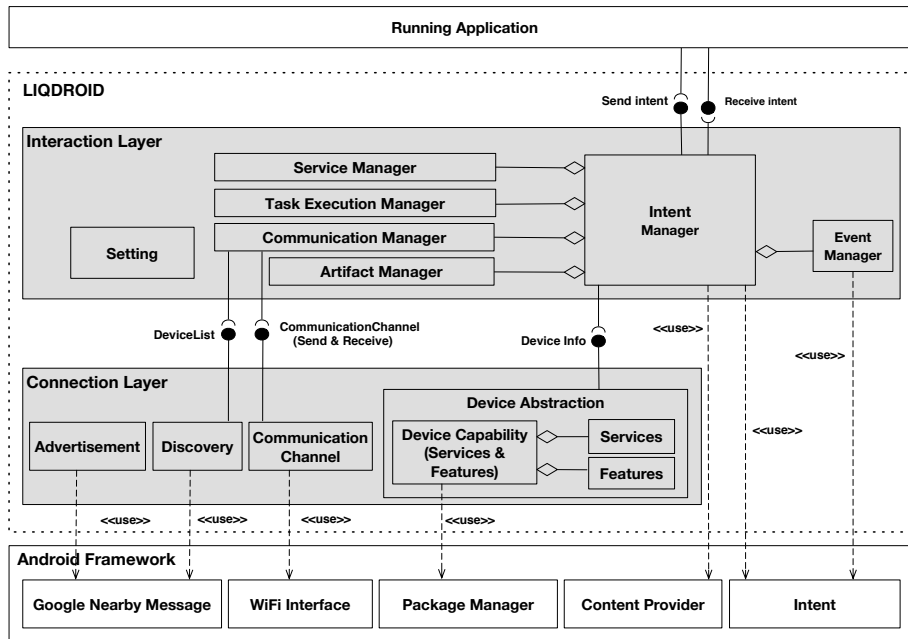 Running Application
LIQDROID
Send intent
Receive intent
Interaction Layer
Service Manager
Task Execution Manager
Communication Manager
Artifact Manager
Setting
Intent
Manager
Event
Manager
DeviceList
CommunicationChannel
(Send & Receive)
Device Info
<<use>>
<<use>>
<<use>>
Connection Layer
Device Abstraction
Advertisement
Discovery
Communication
Channel
Device Capability
(Services &
Features)
Services
Features
<<use>>
<<use>>
<<use>>
<<use>>
Android Framework
Google Nearby Message
WiFi Interface
Package Manager
Content Provider
Intent